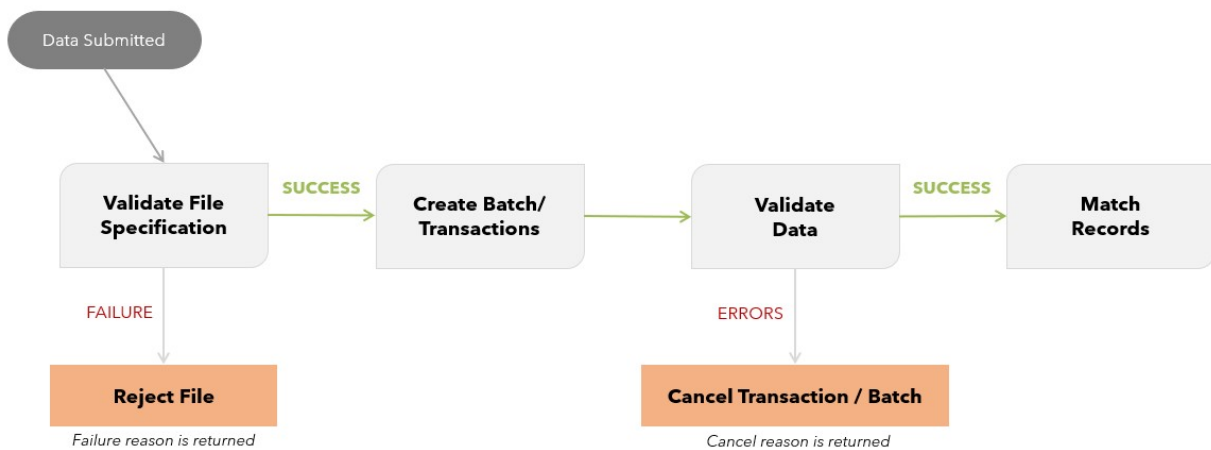 Data Submitted
Validate File
Specification
SUCCESS
Create Batch/
Transactions
Validate
Data
SUCCESS
Match
Records
FAILURE
ERRORS
Reject File
Failure reason is returned
Cancel Transaction / Batch
Cancel reason is returned